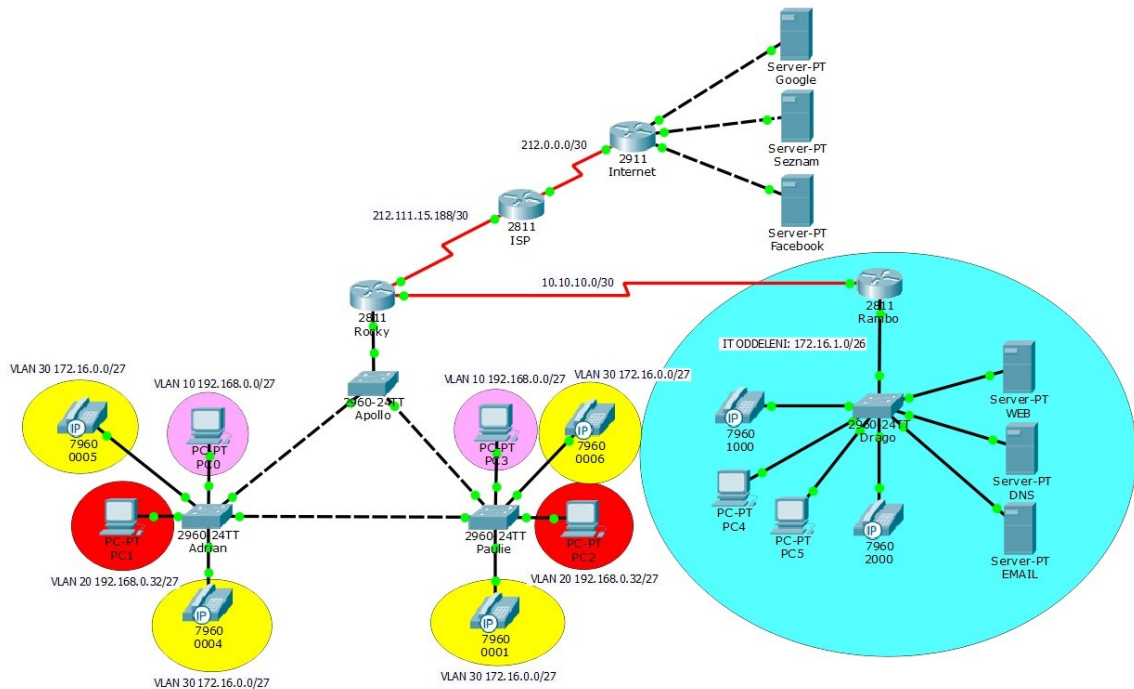 Server-PT
Google
Server-PT
Seznam
Server-PT
Facebook
2911
Internet
212.0.0.0/30
2811
ISP
212.111.15.188/30
2811
Rocky
10.10.10.0/30
2811
Rambo
IT ODDELENI: 172.16.1.0/26
2960-24TT
Apollo
VLAN 30 172.16.0.0/27
IP
7960
0005
VLAN 10 192.168.0.0/27
PC-PT
PC0
VLAN 10 192.168.0.0/27
PC-PT
PC3
VLAN 30 172.16.0.0/27
IP
7960
0006
PC-PT
PC1
2960-24TT
Adrian
VLAN 20 192.168.0.32/27
2960-24TT
Paulie
PC-PT
PC2
VLAN 20 192.168.0.32/27
IP
7960
0004
VLAN 30 172.16.0.0/27
IP
7960
0001
VLAN 30 172.16.0.0/27
IP
7960
1000
2960-24TT
Drago
Server-PT
WEB
Server-PT
DNS
Server-PT
EMAIL
PC-PT
PC4
PC-PT
PC5
IP
7960
2000